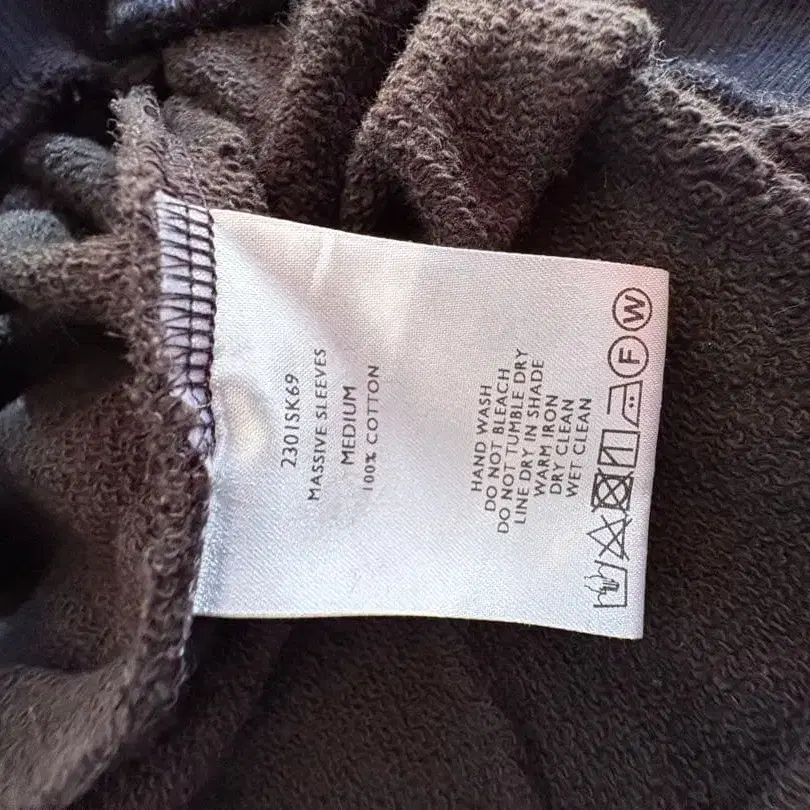 2301SK69
MASSIVE SLEEVES
MEDIUM
100% COTTON
HAND WASH
DO NOT BLEACH
DO NOT TUMBLE DRY
LINE DRY IN SHADE
WARM IRON
DRY CLEAN
WET CLEAN
F W